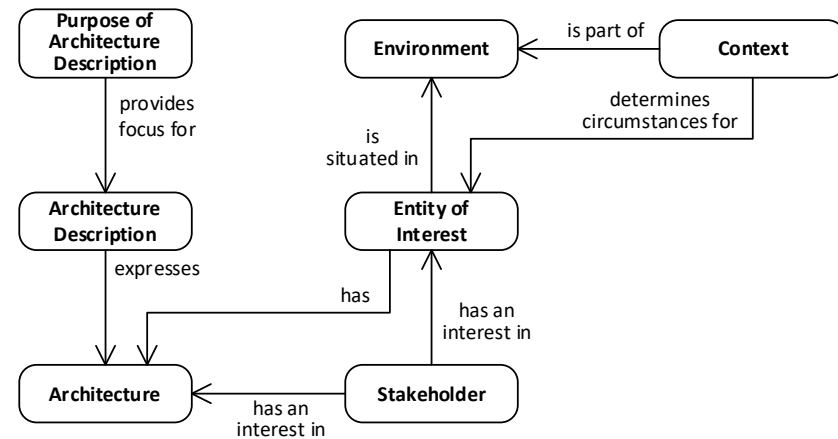 Purpose of
Architecture
Description
Environment
is part of
Context
provides
focus for
determines
circumstances for
is
situated in
Architecture
Description
Entity of
Interest
expresses
has
has an
interest in
Architecture
has an
interest in
Stakeholder